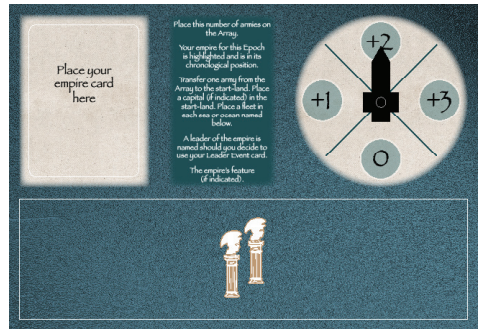 Place your
empire card
here
Place this number of armies on
the Array.
Your empire for this Epoch
is highlighted and is in its
chronological position.
Transfer one army from the
Array to the start-land. Place
a capital (if indicated) in the
start-land. Place a fleet in
each sea or ocean named
below.
A leader of the empire is
named should you decide to
use your Leader Event card.
The empire's feature
(if indicated).
+2
+1
+3
0